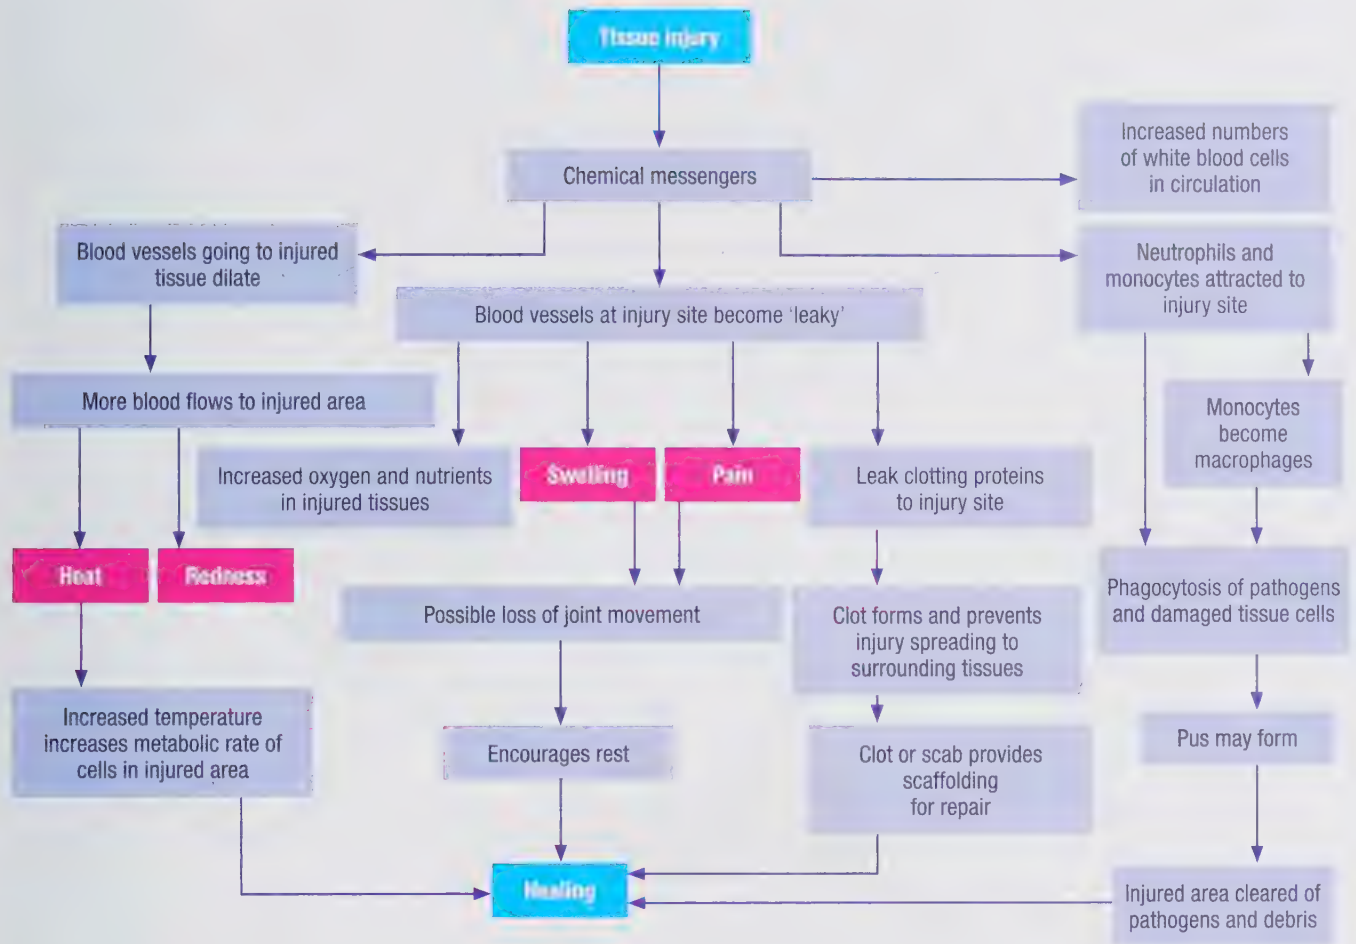 Tissue injury
Chemical messengers
Increased numbers
of white blood cells
in circulation
Blood vessels going to injured
tissue dilate
Neutrophils and
monocytes attracted to
injury site
Blood vessels at injury site become 'leaky'
More blood flows to injured area
Monocytes
become
macrophages
Increased oxygen and nutrients
in injured tissues
Swelling
Pain
Leak clotting proteins
to injury site
Heat
Redness
Possible loss of joint movement
Clot forms and prevents
injury spreading to
surrounding tissues
Phagocytosis of pathogens
and damaged tissue cells
Increased temperature
increases metabolic rate of
cells in injured area
Encourages rest
Clot or scab provides
scaffolding
for repair
Pus may form
Healing
Injured area cleared of
pathogens and debris